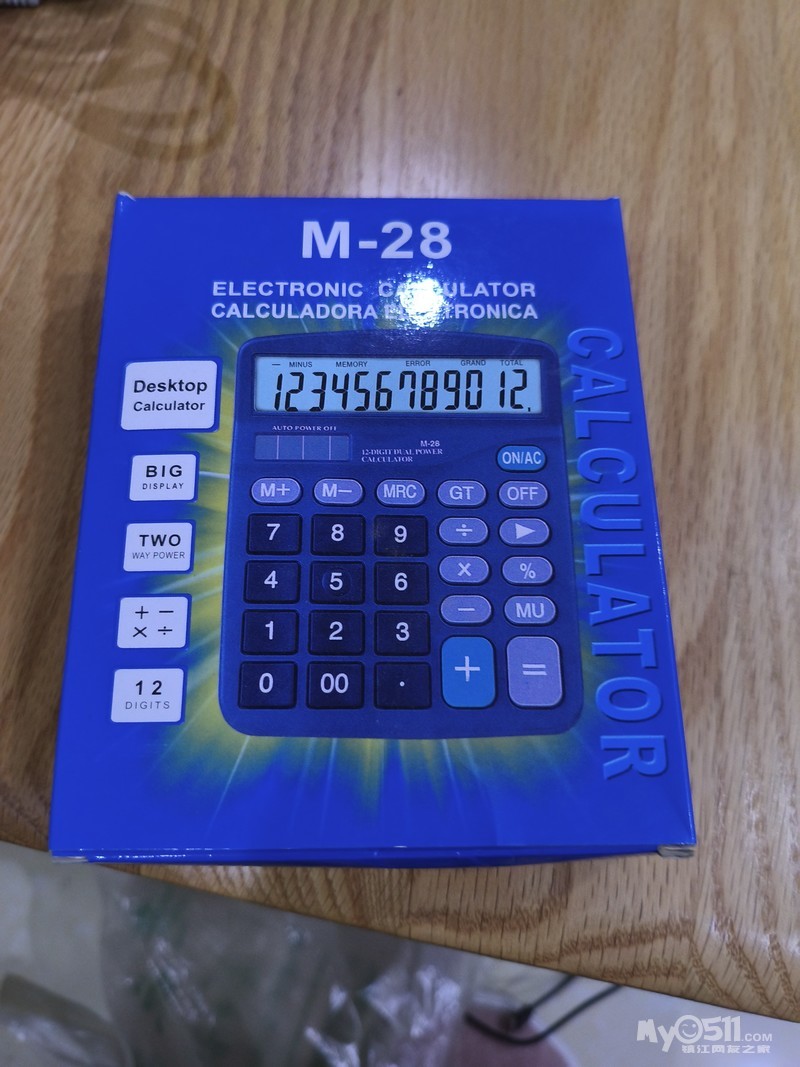 M-28
ELECTRONIC CALCULATOR
CALCULADORA ELECTRONICA
CALCULATOR
Desktop
Calculator
BIG
DISPLAY
TWO
WAY POWER
+ −
× ÷
12
DIGITS
— MINUS MEMORY ERROR GRAND TOTAL
123456789012.
AUTO POWER OFF
M-28
12-DIGIT DUAL POWER
CALCULATOR
ON/AC
M+ M− MRC GT OFF
7 8 9 ÷ ▶
4 5 6 × %
1 2 3 − MU
0 00 · + =
MyO511.COM
镇江网友之家